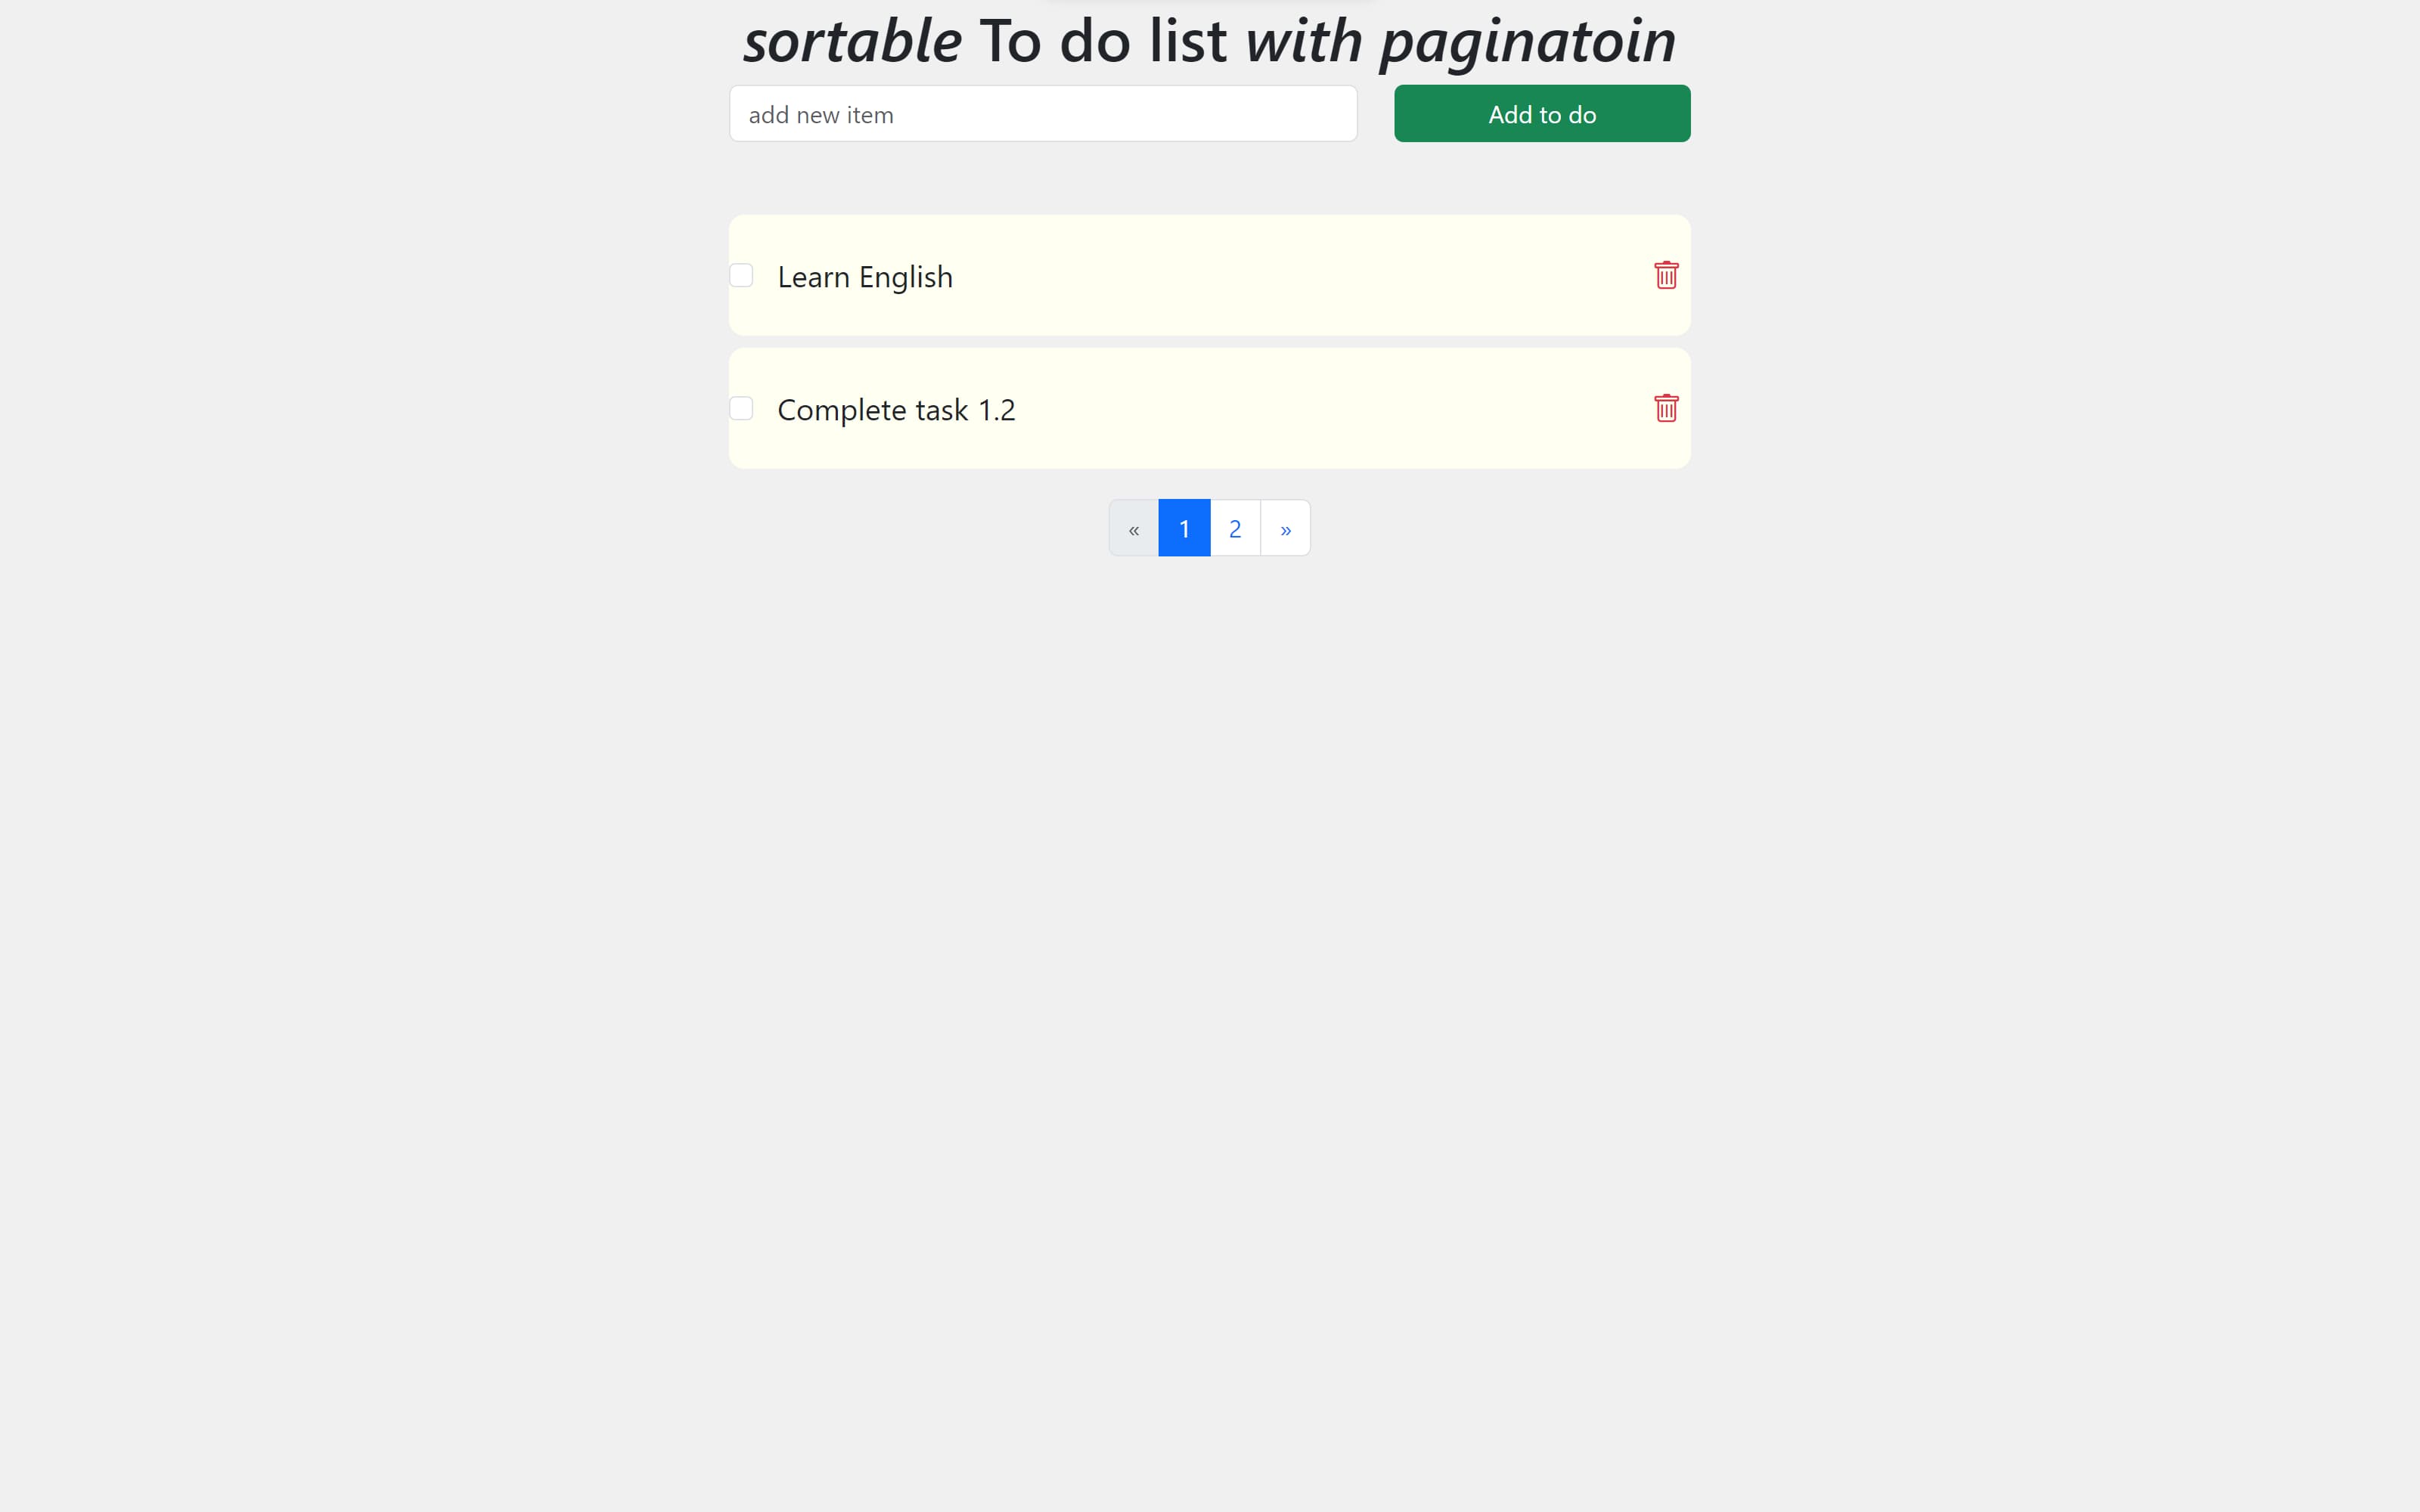 sortable To do list with paginatoin
add new item
Add to do
Learn English
Complete task 1.2
« 1 2 »